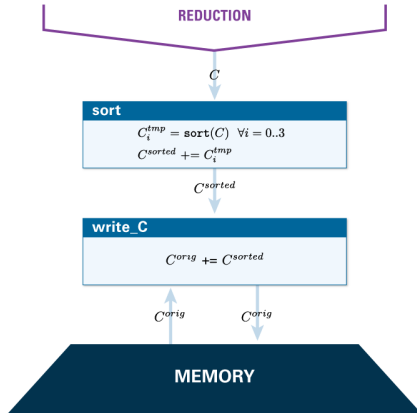 REDUCTION
C
sort
C_i^{tmp} = sort(C) ∀i = 0..3
C^{sorted} += C_i^{tmp}
C^{sorted}
write_C
C^{orig} += C^{sorted}
C^{orig} C^{orig}
MEMORY